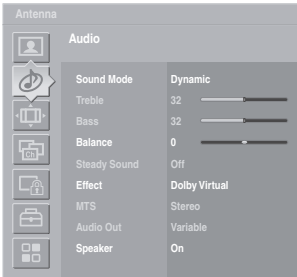 Antenna
Audio
Sound Mode Dynamic
Treble 32
Bass 32
Balance 0
Steady Sound Off
Effect Dolby Virtual
MTS Stereo
Audio Out Variable
Speaker On
Ch